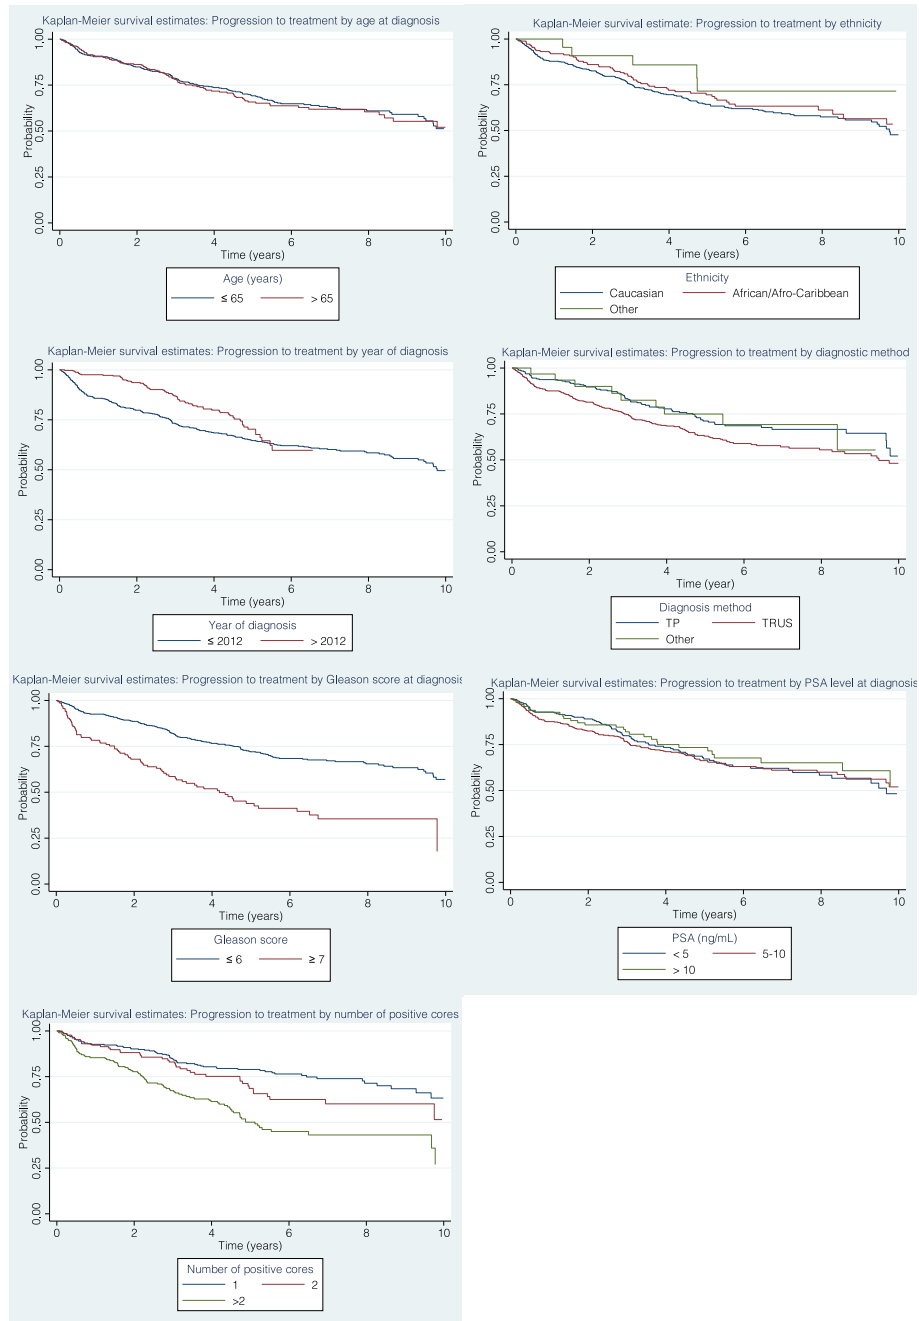 Kaplan-Meier survival estimates: Progression to treatment by age at diagnosis
Probability
1.00
0.75
0.50
0.25
0.00
0 2 4 6 8 10
Time (years)
Age (years)
≤ 65 > 65
Kaplan-Meier survival estimate: Progression to treatment by ethnicity
Probability
1.00
0.75
0.50
0.25
0.00
0 2 4 6 8 10
Time (years)
Ethnicity
Caucasian African/Afro-Caribbean
Other
Kaplan-Meier survival estimates: Progression to treatment by year of diagnosis
Probability
1.00
0.75
0.50
0.25
0.00
0 2 4 6 8 10
Time (years)
Year of diagnosis
≤ 2012 > 2012
Kaplan-Meier survival estimates: Progression to treatment by diagnostic method
Probability
1.00
0.75
0.50
0.25
0.00
0 2 4 6 8 10
Time (year)
Diagnosis method
TP TRUS
Other
Kaplan-Meier survival estimates: Progression to treatment by Gleason score at diagnosis
Probability
1.00
0.75
0.50
0.25
0.00
0 2 4 6 8 10
Time (years)
Gleason score
≤ 6 ≥ 7
Kaplan-Meier survival estimates: Progression to treatment by PSA level at diagnosis
Probability
1.00
0.75
0.50
0.25
0.00
0 2 4 6 8 10
Time (years)
PSA (ng/mL)
< 5 5-10
> 10
Kaplan-Meier survival estimates: Progression to treatment by number of positive cores
Probability
1.00
0.75
0.50
0.25
0.00
0 2 4 6 8 10
Time (years)
Number of positive cores
1 2
>2